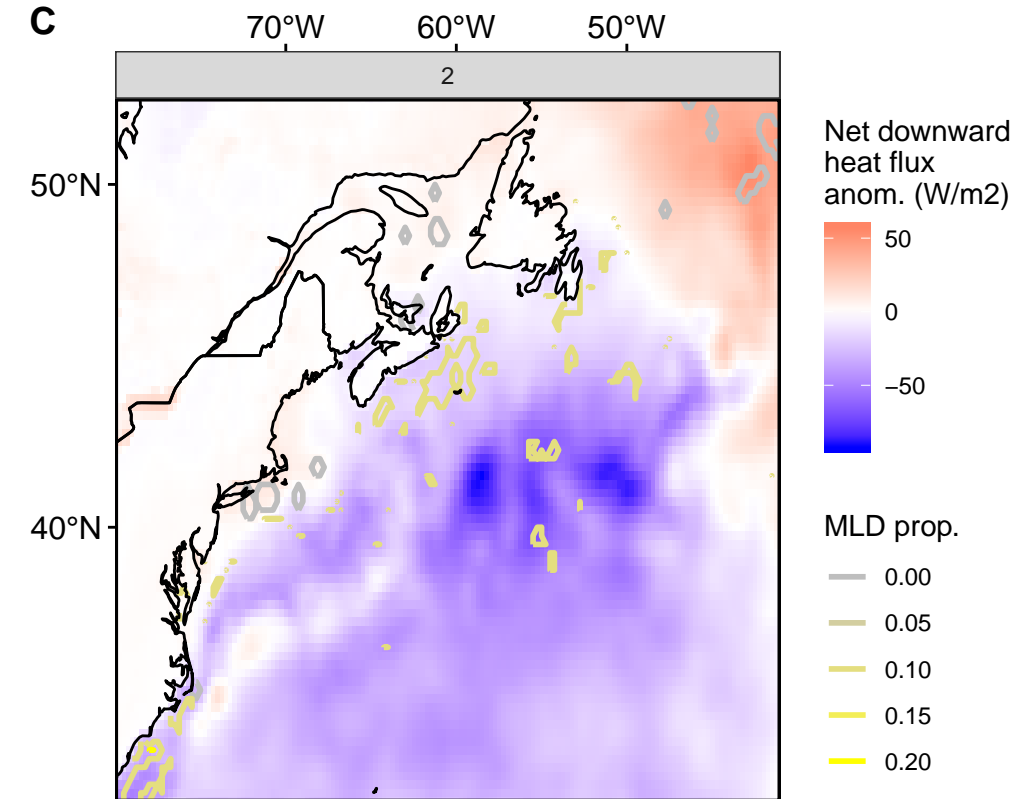 C
70°W 60°W 50°W
2
50°N
40°N
Net downward
heat flux
anom. (W/m2)
50
0
−50
MLD prop.
0.00
0.05
0.10
0.15
0.20